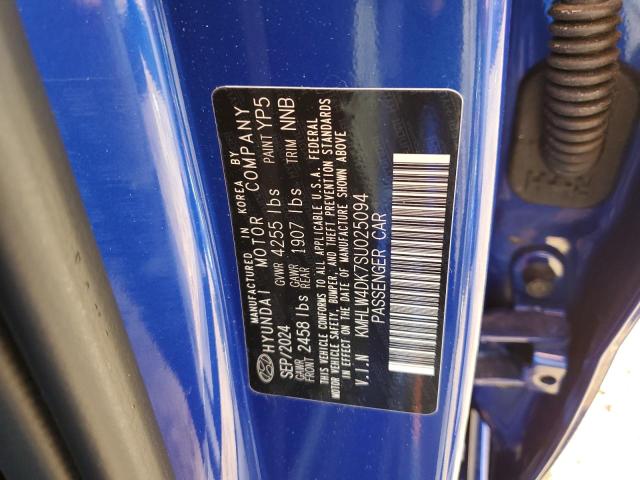 MANUFACTURED IN KOREA BY
HYUNDAI MOTOR COMPANY
SEP/2024 GVWR 4255 lbs PAINT YP5
GAWR FRONT 2458 lbs GAWR REAR 1907 lbs TRIM NNB
THIS VEHICLE CONFORMS TO ALL APPLICABLE U.S.A. FEDERAL
MOTOR VEHICLE SAFETY, BUMPER, AND THEFT PREVENTION STANDARDS
IN EFFECT ON THE DATE OF MANUFACTURE SHOWN ABOVE
V.I.N KMHLM4DK7SU025094
PASSENGER CAR